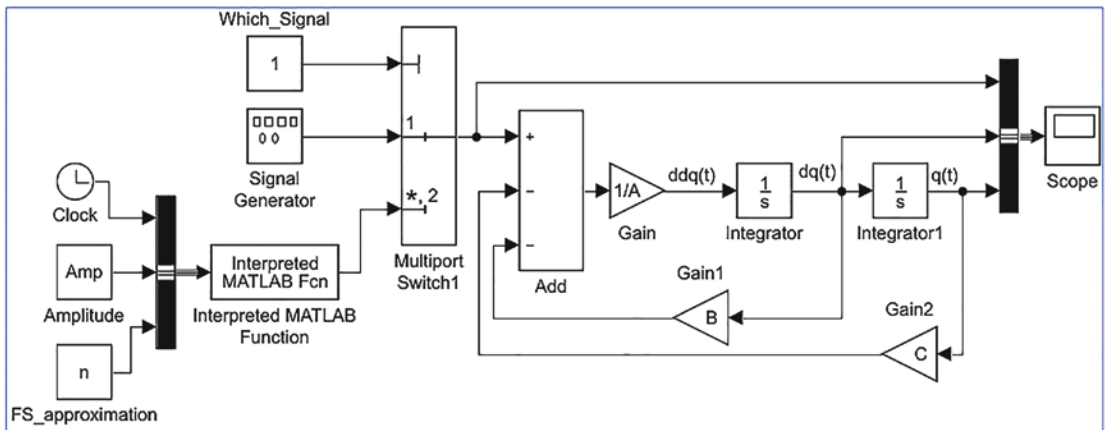 Which_Signal
1
Signal
Generator
Clock
Amp
Amplitude
n
FS_approximation
Interpreted
MATLAB Fcn
Interpreted MATLAB
Function
1
*, 2
Multiport
Switch1
+
−
−
Add
1/A
Gain
ddq(t)
1
s
Integrator
dq(t)
1
s
Integrator1
q(t)
Scope
Gain1
B
Gain2
C